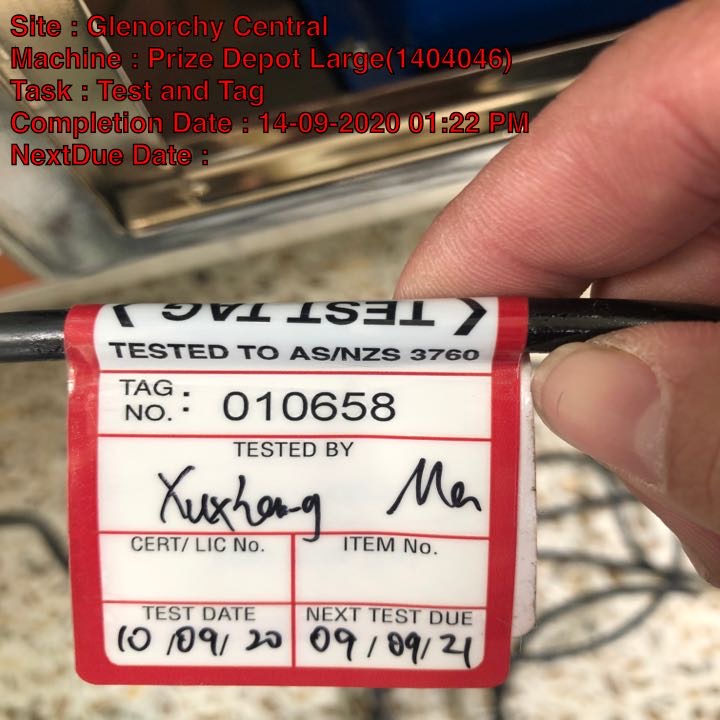 Site : Glenorchy Central
Machine : Prize Depot Large(1404046)
Task : Test and Tag
Completion Date : 14-09-2020 01:22 PM
NextDue Date :
TEST TAG
TESTED TO AS/NZS 3760
TAG NO. : 010658
TESTED BY
Xuxheng Men
CERT/ LIC No. ITEM No.
TEST DATE NEXT TEST DUE
10/09/20 09/09/21